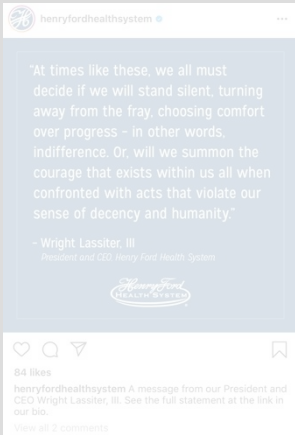 henryfordhealthsystem
"At times like these, we all must
decide if we will stand silent, turning
away from the fray, choosing comfort
over progress - in other words,
indifference. Or, will we summon the
courage that exists within us all when
confronted with acts that violate our
sense of decency and humanity."
- Wright Lassiter, III
President and CEO Henry Ford Health System
Henry Ford
HEALTH SYSTEM
84 likes
henryfordhealthsystem A message from our President and
CEO Wright Lassiter, III. See the full statement at the link in
our bio.
View all 2 comments